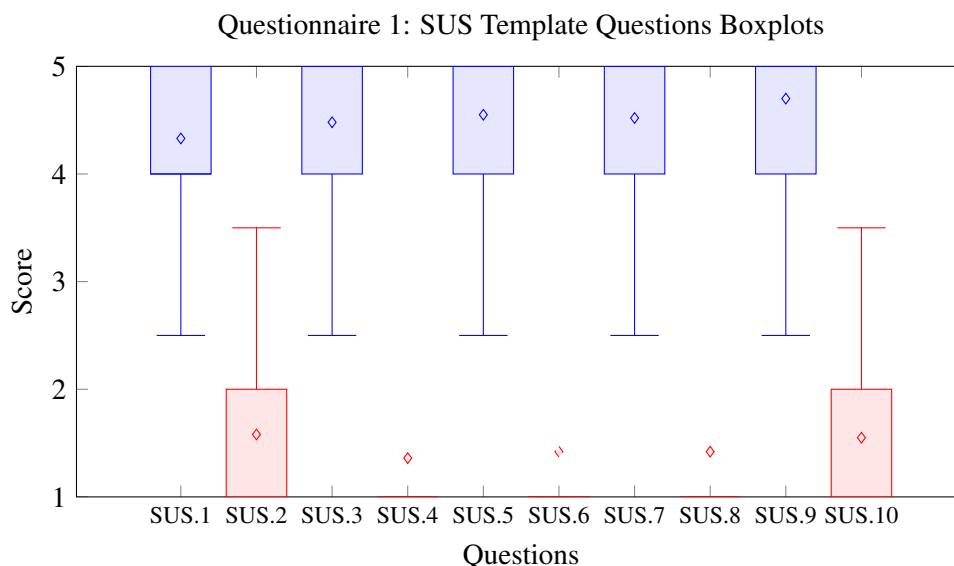 Questionnaire 1: SUS Template Questions Boxplots
5
4
3
2
1
Score
SUS.1 SUS.2 SUS.3 SUS.4 SUS.5 SUS.6 SUS.7 SUS.8 SUS.9 SUS.10
Questions